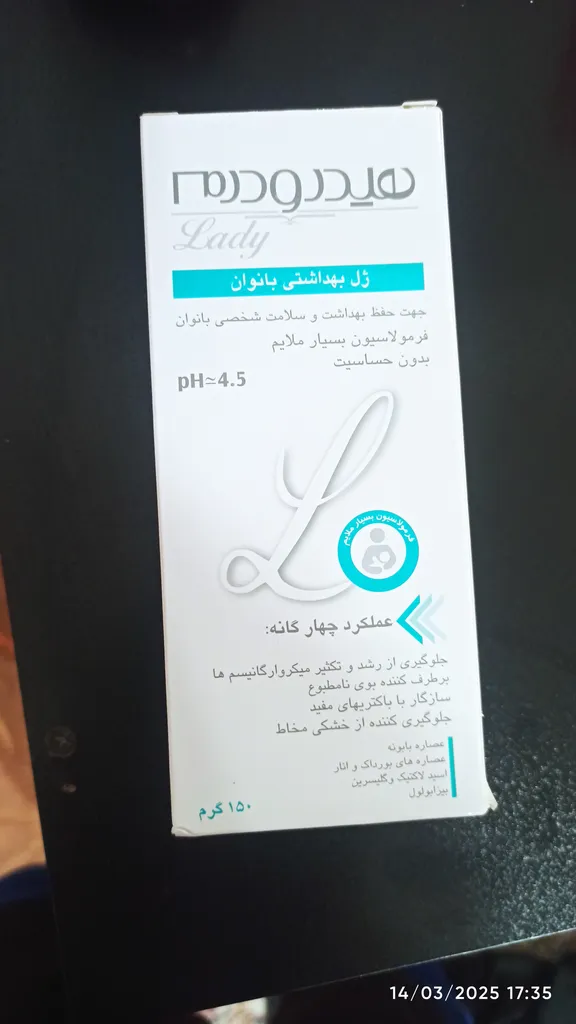 هیدرودرم
Lady
ژل بهداشتی بانوان
جهت حفظ بهداشت و سلامت شخصی بانوان
فرمولاسیون بسیار ملایم
بدون حساسیت
pH≃4.5
L
فرمولاسیون بسیار ملایم
عملکرد چهار گانه:
جلوگیری از رشد و تکثیر میکروارگانیسم ها
برطرف کننده بوی نامطبوع
سازگار با باکتریهای مفید
جلوگیری کننده از خشکی مخاط
عصاره بابونه
عصاره های بورداک و انار
اسید لاکتیک وگلیسرین
بیزابولول
۱۵۰ گرم
14/03/2025 17:35